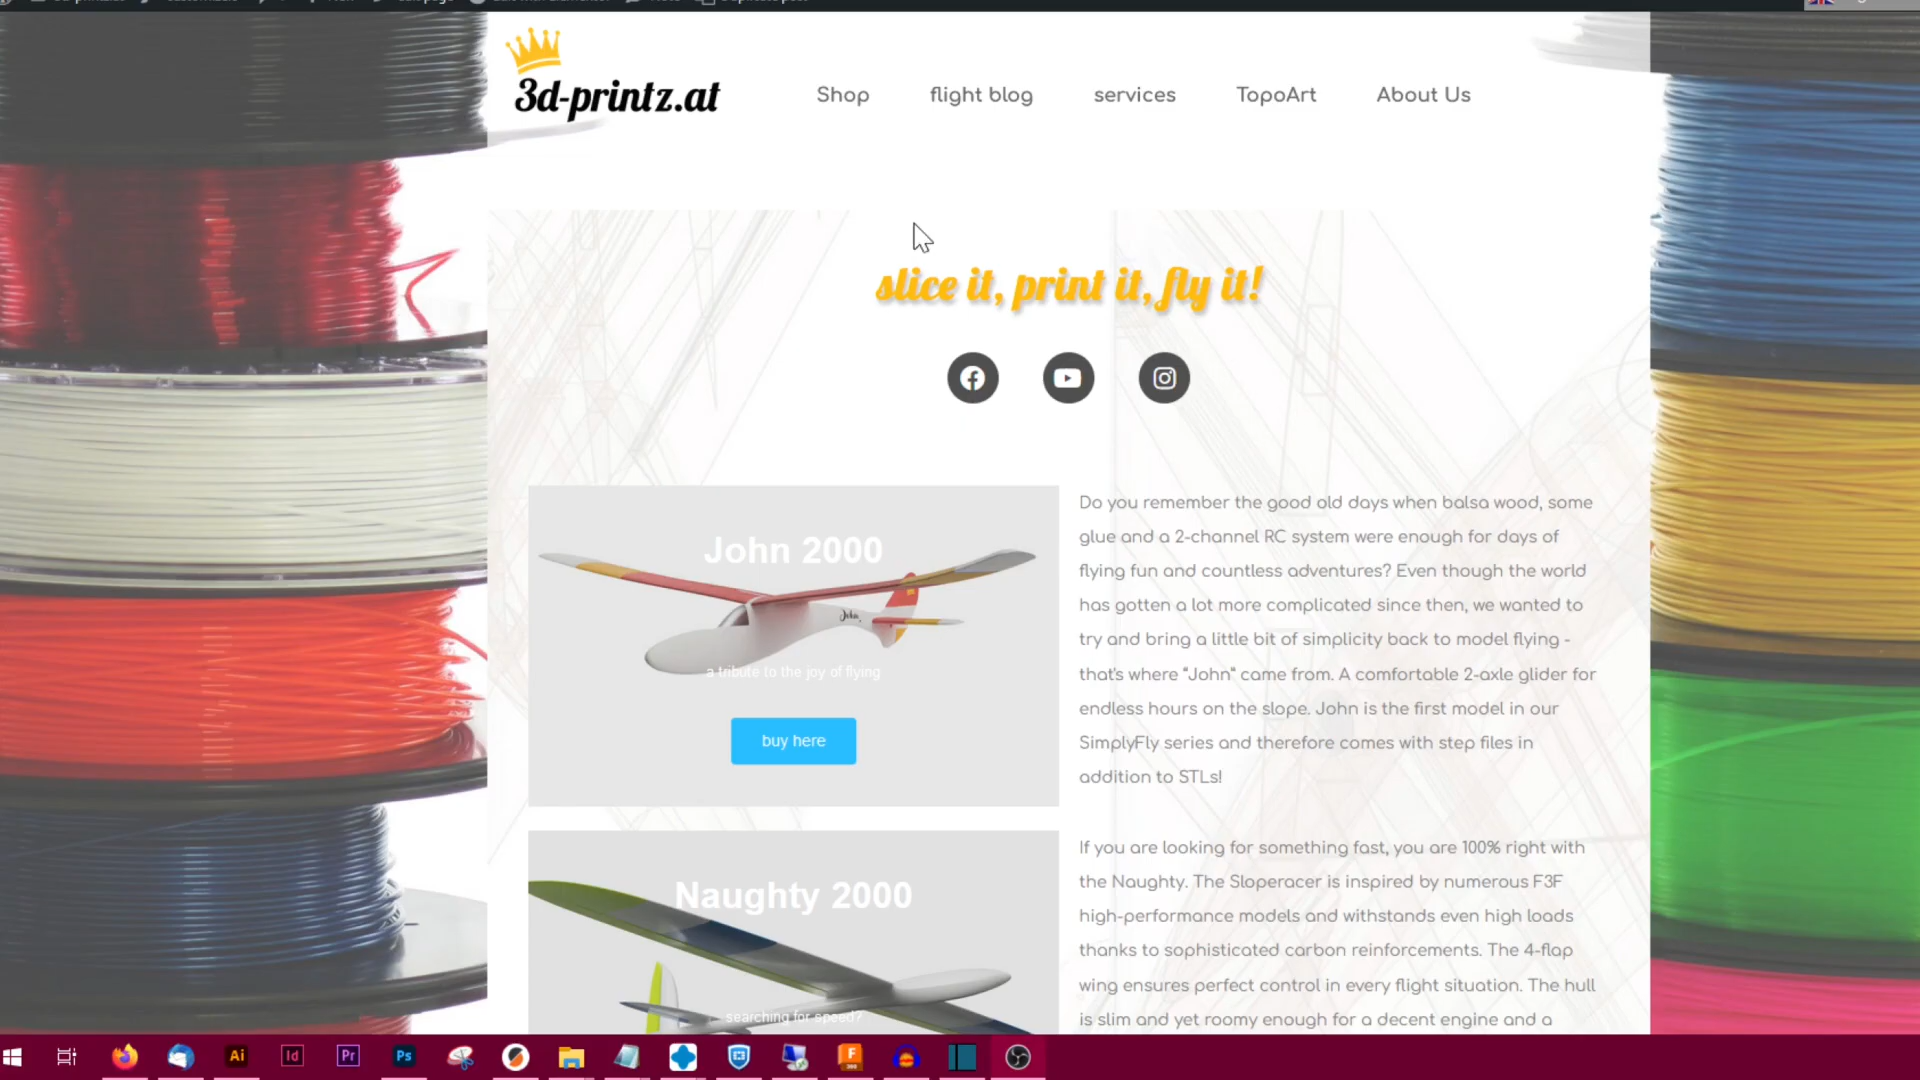 3d-printz.at
Shop
flight blog
services
TopoArt
About Us
slice it, print it, fly it!
John 2000
John
a tribute to the joy of flying
buy here
Do you remember the good old days when balsa wood, some
glue and a 2-channel RC system were enough for days of
flying fun and countless adventures? Even though the world
has gotten a lot more complicated since then, we wanted to
try and bring a little bit of simplicity back to model flying -
that's where “John“ came from. A comfortable 2-axle glider for
endless hours on the slope. John is the first model in our
SimplyFly series and therefore comes with step files in
addition to STLs!
Naughty 2000
searching for speed?
If you are looking for something fast, you are 100% right with
the Naughty. The Sloperacer is inspired by numerous F3F
high-performance models and withstands even high loads
thanks to sophisticated carbon reinforcements. The 4-flap
wing ensures perfect control in every flight situation. The hull
is slim and yet roomy enough for a decent engine and a
Ai
Id
Pr
Ps
F